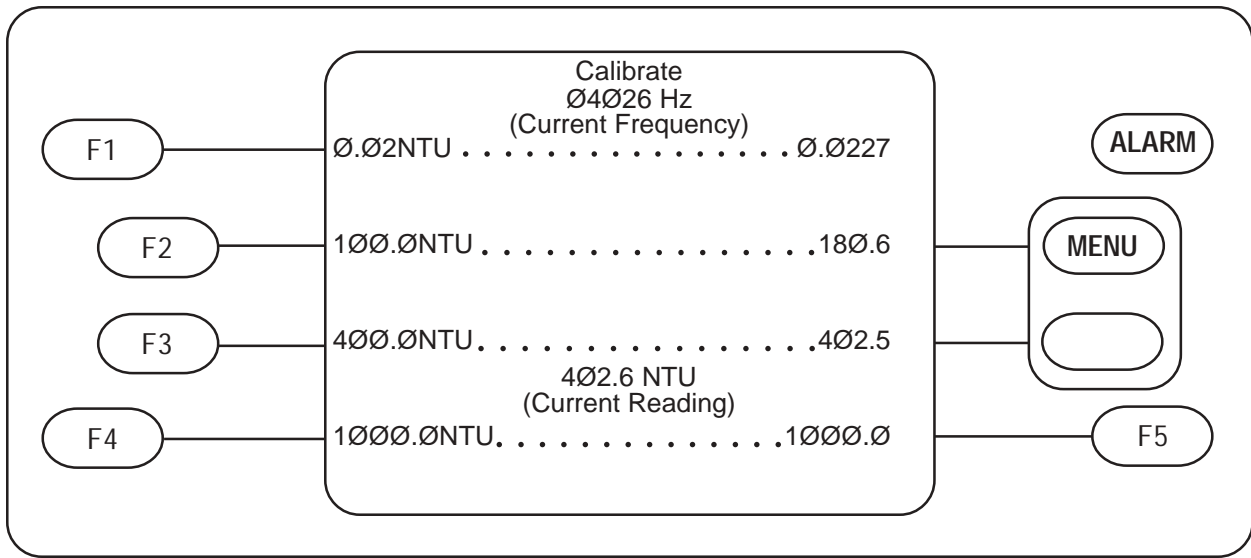 Calibrate
Ø4Ø26 Hz
(Current Frequency)
F1 Ø.Ø2NTU . . . . . . . . . . . . . . . . Ø.Ø227 ALARM
F2 1ØØ.ØNTU . . . . . . . . . . . . . . . . 18Ø.6 MENU
F3 4ØØ.ØNTU . . . . . . . . . . . . . . . . 4Ø2.5
4Ø2.6 NTU
(Current Reading)
F4 1ØØØ.ØNTU . . . . . . . . . . . . . . 1ØØØ.Ø F5